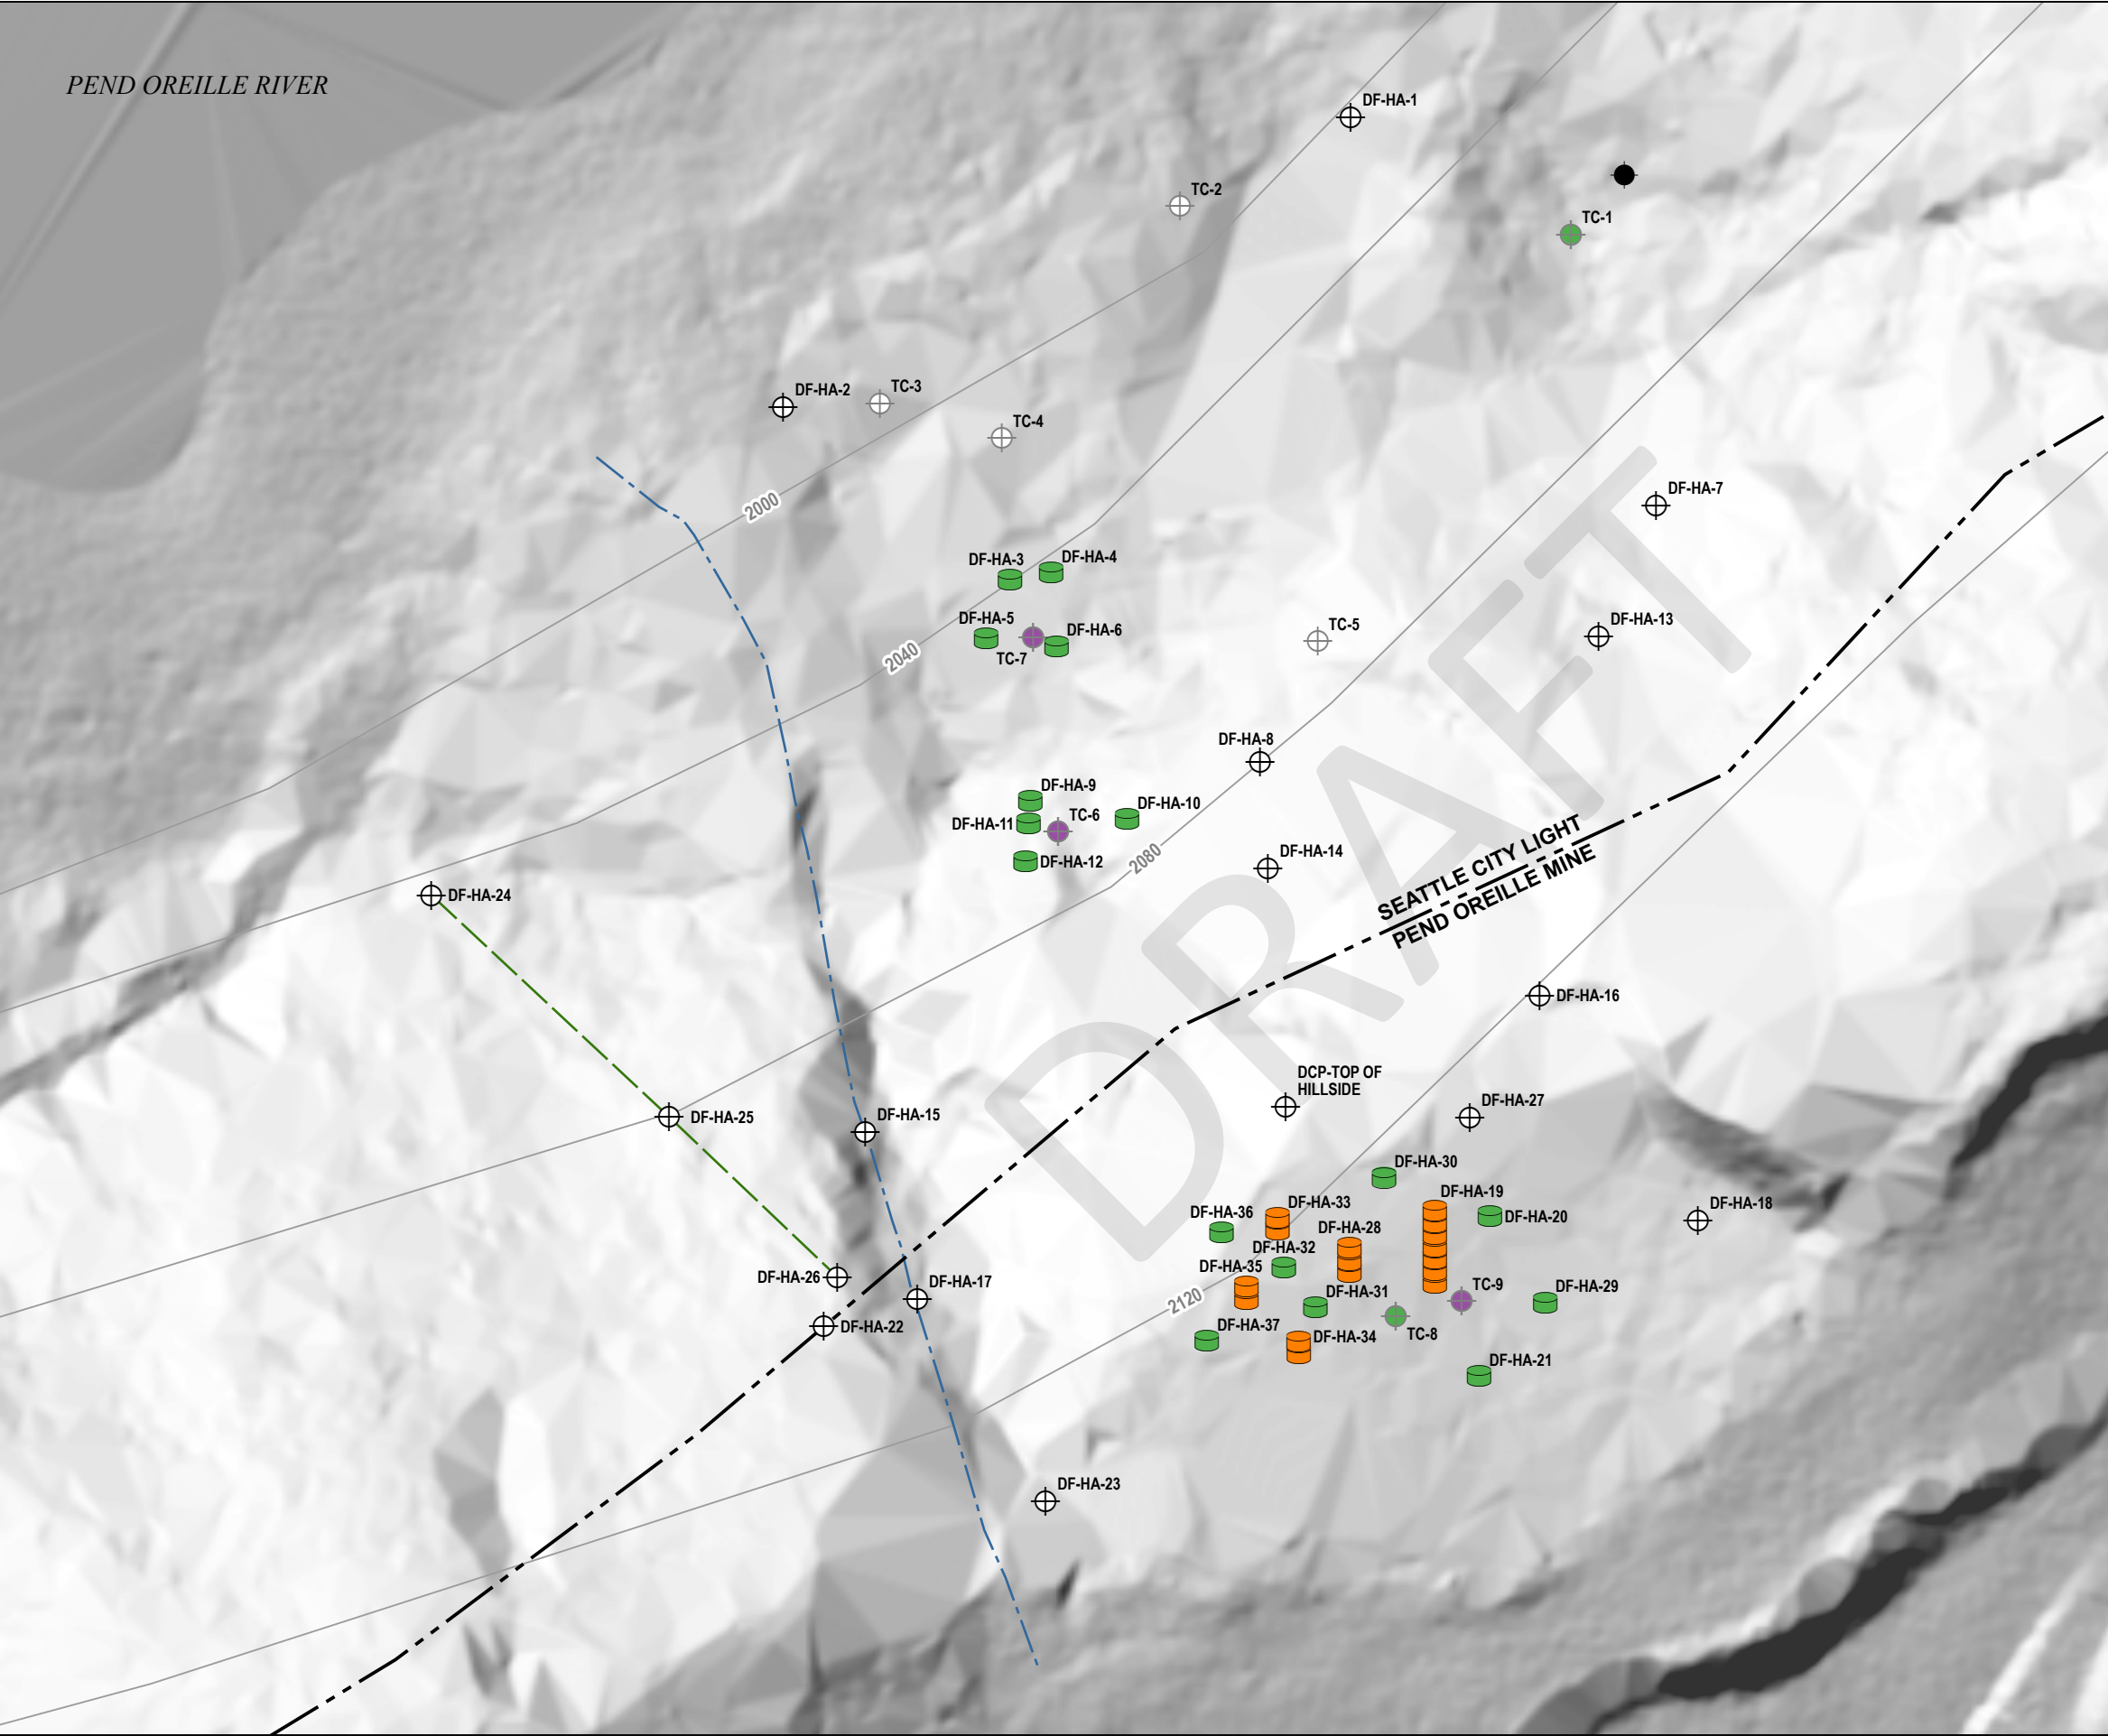 PEND OREILLE RIVER
DF-HA-1
TC-2
TC-1
DF-HA-2
TC-3
TC-4
2000
DF-HA-7
DF-HA-3
DF-HA-4
DF-HA-5
DF-HA-6
TC-7
2040
TC-5
DF-HA-13
DF-HA-8
DF-HA-9
DF-HA-10
DF-HA-11
TC-6
DF-HA-12
2080
DF-HA-14
SEATTLE CITY LIGHT
PEND OREILLE MINE
DRAFT
DF-HA-24
DF-HA-16
DCP-TOP OF
HILLSIDE
DF-HA-25
DF-HA-15
DF-HA-27
DF-HA-30
DF-HA-19
DF-HA-33
DF-HA-36
DF-HA-20
DF-HA-18
DF-HA-28
DF-HA-32
DF-HA-35
DF-HA-26
DF-HA-17
DF-HA-31
TC-9
DF-HA-29
2120
DF-HA-22
DF-HA-37
DF-HA-34
TC-8
DF-HA-21
DF-HA-23